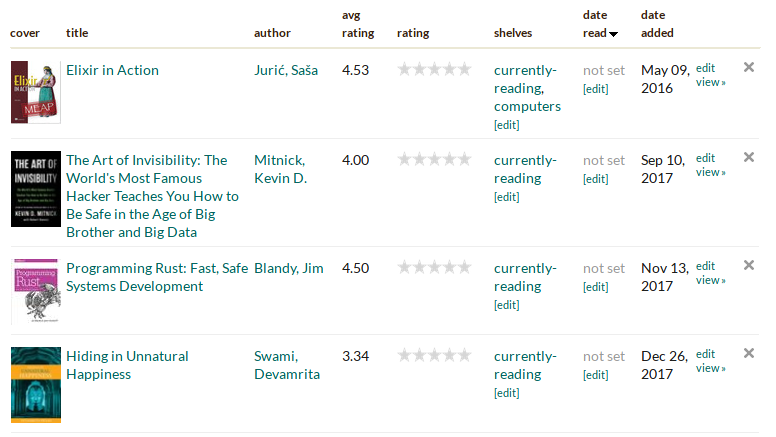 cover title author avg rating rating shelves date read date added
Elixir
IN ACTION
MEAP
Elixir in Action
Jurić, Saša
4.53
currently-
reading,
computers
[edit]
not set
[edit]
May 09,
2016
edit
view »
THE ART OF
INVISIBILITY
KEVIN D. MITNICK
The Art of Invisibility: The
World's Most Famous
Hacker Teaches You How to
Be Safe in the Age of Big
Brother and Big Data
Mitnick,
Kevin D.
4.00
currently-
reading
[edit]
not set
[edit]
Sep 10,
2017
edit
view »
Programming
Rust
Programming Rust: Fast, Safe
Systems Development
Blandy, Jim
4.50
currently-
reading
[edit]
not set
[edit]
Nov 13,
2017
edit
view »
HAPPINESS
Hiding in Unnatural
Happiness
Swami,
Devamrita
3.34
currently-
reading
[edit]
not set
[edit]
Dec 26,
2017
edit
view »